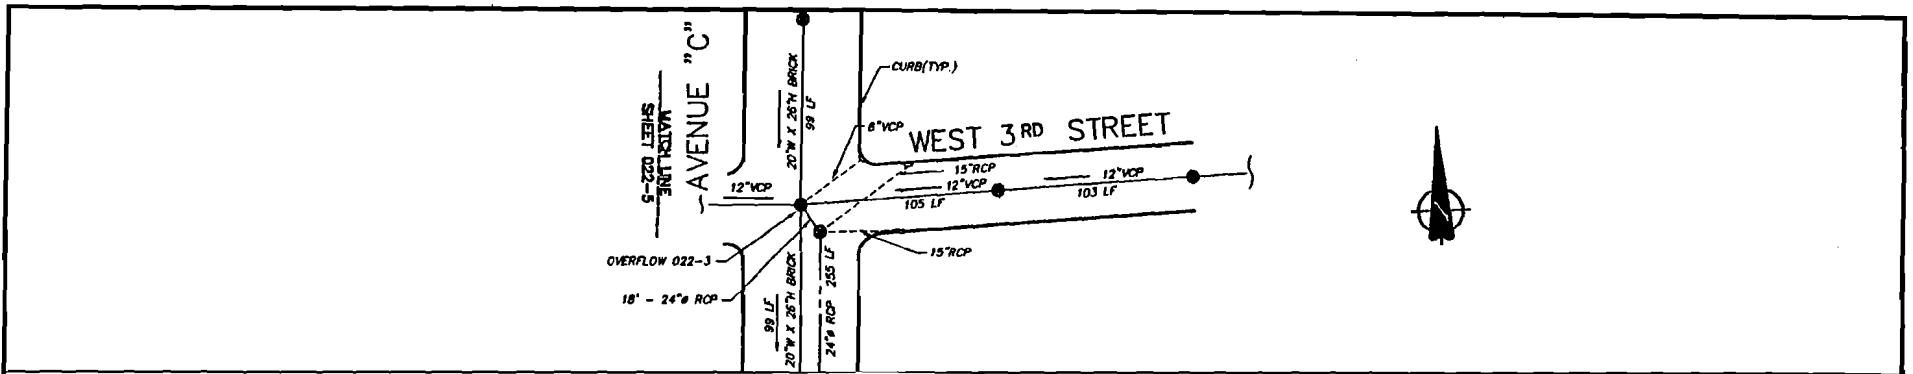 MATCHLINE
SHEET 022-5
AVENUE "C"
20"W X 26"H BRICK
99 LF
CURB(TYP.)
WEST 3RD STREET
12"VCP
15"RCP
12"VCP
105 LF
12"VCP
103 LF
OVERFLOW 022-3
18' - 24"ø RCP
15"RCP
99 LF
20"W X 26"H BRICK
24"ø RCP 255 LF